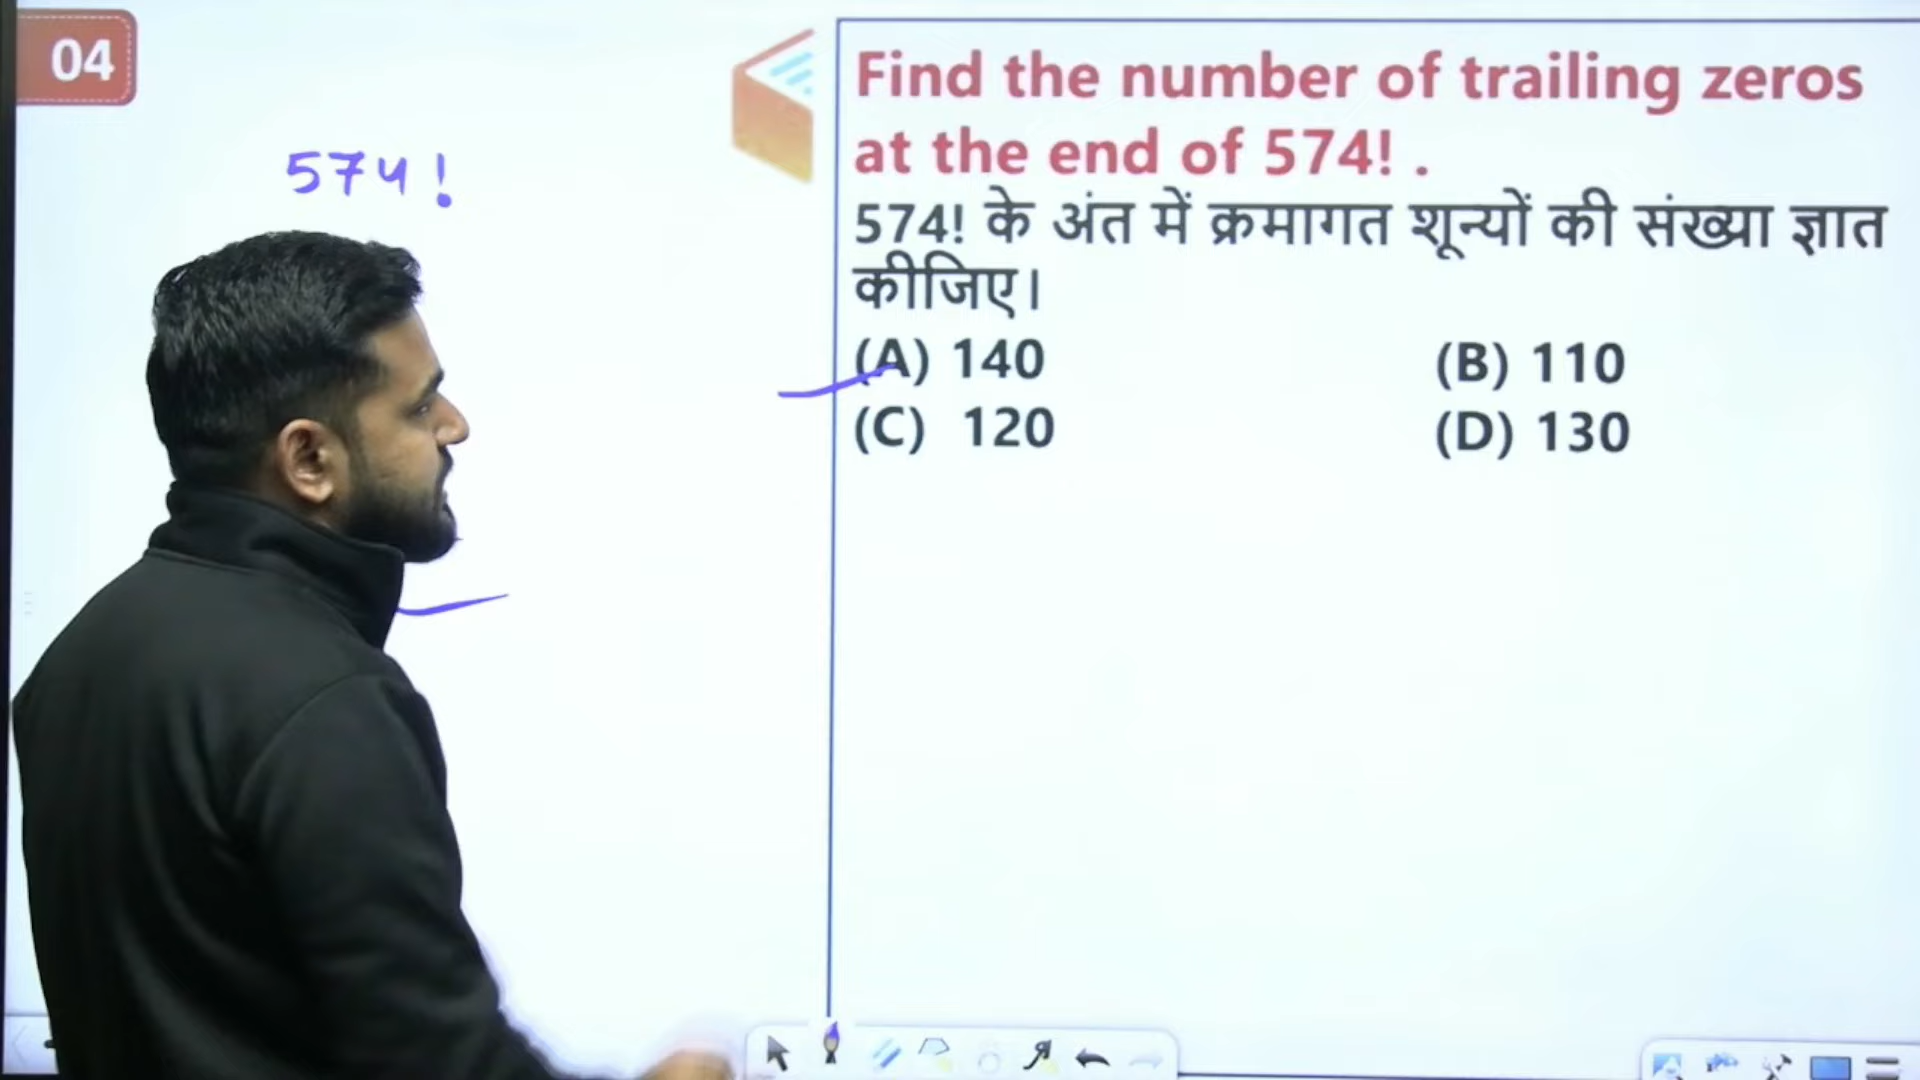 04
574!
Find the number of trailing zeros
at the end of 574! .
574! के अंत में क्रमागत शून्यों की संख्या ज्ञात
कीजिए।
(A) 140 (B) 110
(C) 120 (D) 130